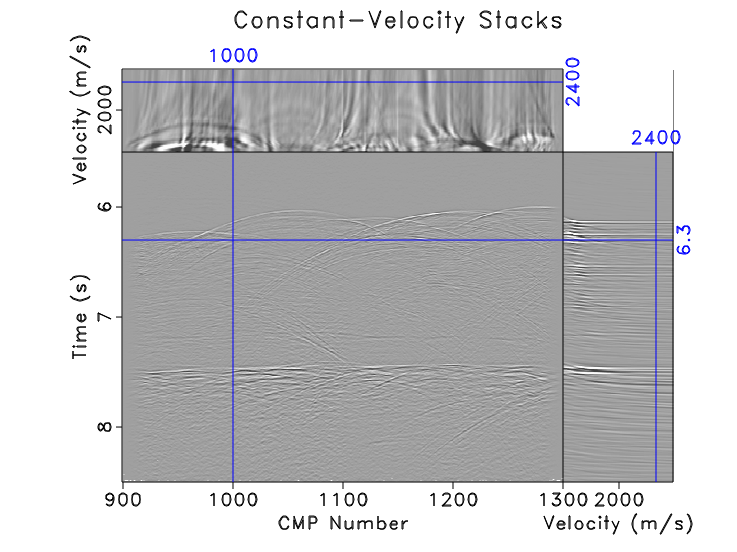 Constant-Velocity Stacks
1000
2400
Velocity (m/s)
2000
2400
6
6.3
Time (s)
7
8
900 1000 1100 1200 1300 2000
CMP Number Velocity (m/s)